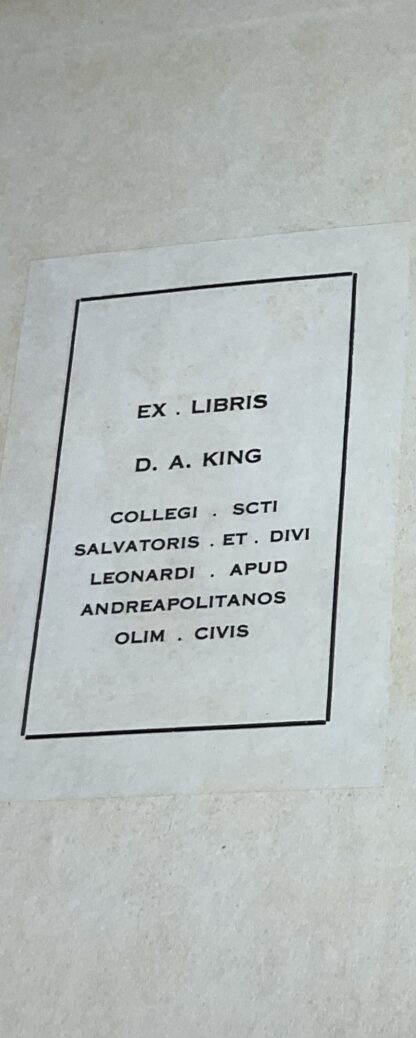 EX . LIBRIS
D. A. KING
COLLEGI . SCTI
SALVATORIS . ET . DIVI
LEONARDI . APUD
ANDREAPOLITANOS
OLIM . CIVIS